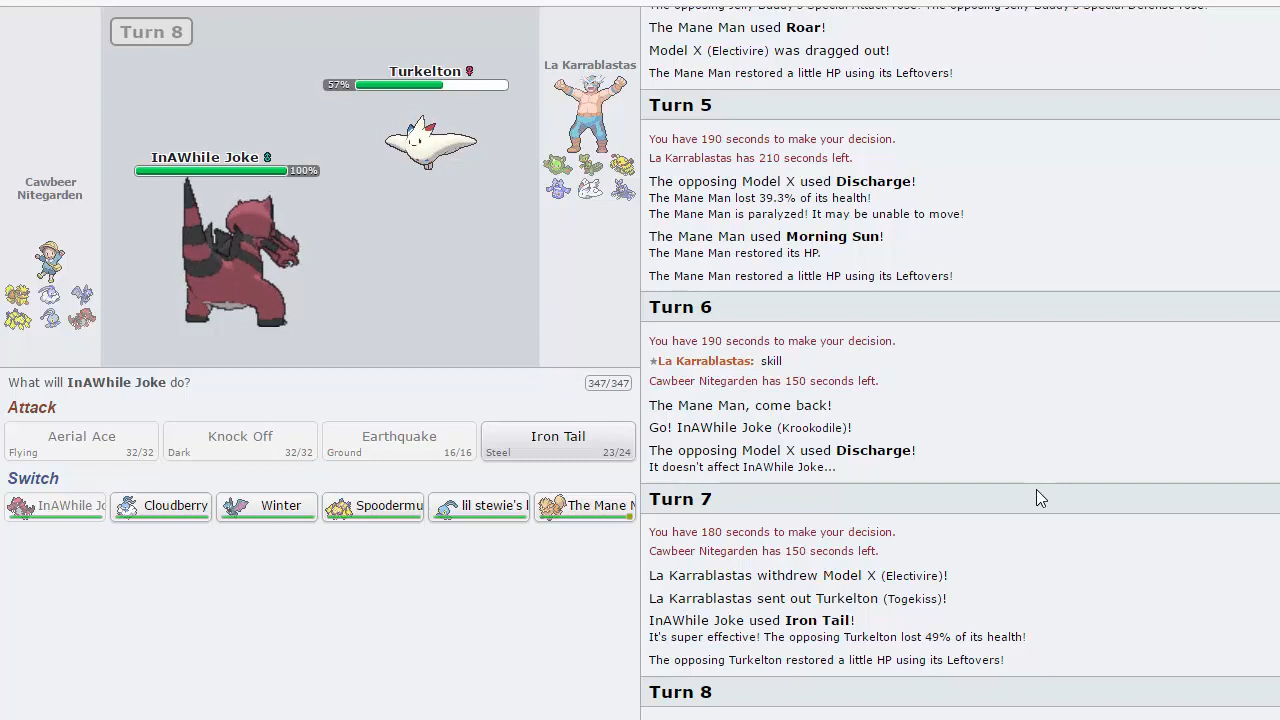 Turn 8
Turkelton
57%
InAWhile Joke
100%
Cawbeer
Nitegarden
La Karrablastas
What will InAWhile Joke do?
347/347
Attack
Aerial Ace
Flying 32/32
Knock Off
Dark 32/32
Earthquake
Ground 16/16
Iron Tail
Steel 23/24
Switch
InAWhile Jo
Cloudberry
Winter
Spoodermu
lil stewie's l
The Mane M
The Mane Man used Roar!
Model X (Electivire) was dragged out!
The Mane Man restored a little HP using its Leftovers!
Turn 5
You have 190 seconds to make your decision.
La Karrablastas has 210 seconds left.
The opposing Model X used Discharge!
The Mane Man lost 39.3% of its health!
The Mane Man is paralyzed! It may be unable to move!
The Mane Man used Morning Sun!
The Mane Man restored its HP.
The Mane Man restored a little HP using its Leftovers!
Turn 6
You have 190 seconds to make your decision.
★La Karrablastas: skill
Cawbeer Nitegarden has 150 seconds left.
The Mane Man, come back!
Go! InAWhile Joke (Krookodile)!
The opposing Model X used Discharge!
It doesn't affect InAWhile Joke...
Turn 7
You have 180 seconds to make your decision.
Cawbeer Nitegarden has 150 seconds left.
La Karrablastas withdrew Model X (Electivire)!
La Karrablastas sent out Turkelton (Togekiss)!
InAWhile Joke used Iron Tail!
It's super effective! The opposing Turkelton lost 49% of its health!
The opposing Turkelton restored a little HP using its Leftovers!
Turn 8